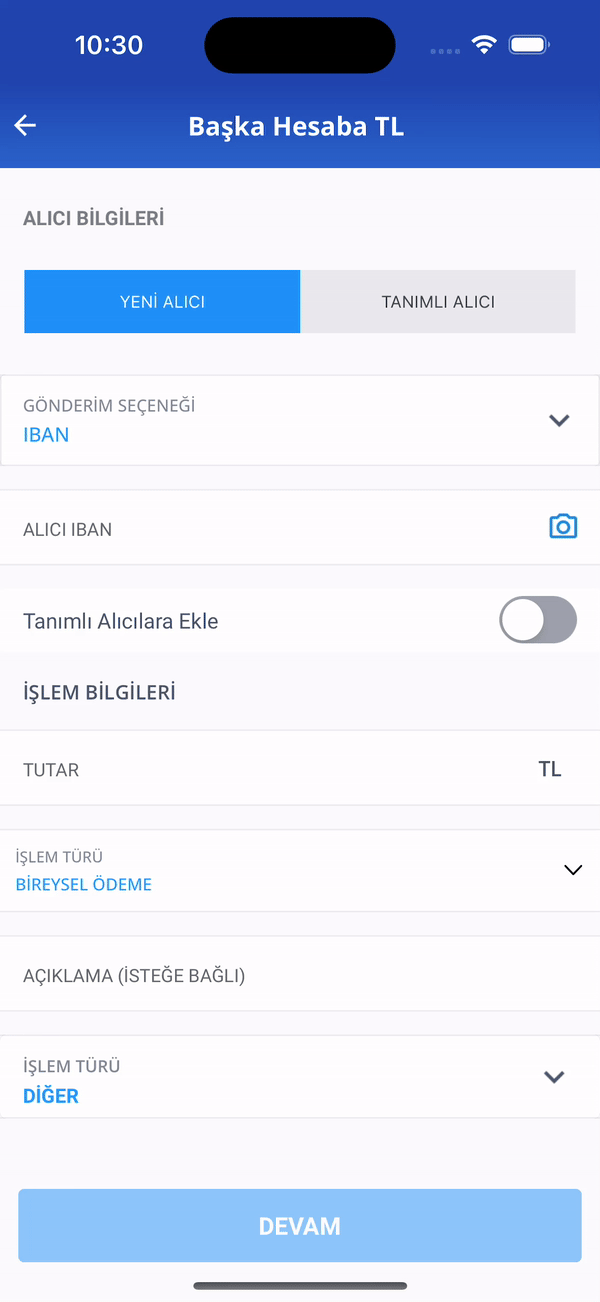 10:30
Başka Hesaba TL
ALICI BİLGİLERİ
YENİ ALICI
TANIMLI ALICI
GÖNDERİM SEÇENEĞİ
IBAN
ALICI IBAN
Tanımlı Alıcılara Ekle
İŞLEM BİLGİLERİ
TUTAR
TL
İŞLEM TÜRÜ
BİREYSEL ÖDEME
AÇIKLAMA (İSTEĞE BAĞLI)
İŞLEM TÜRÜ
DİĞER
DEVAM